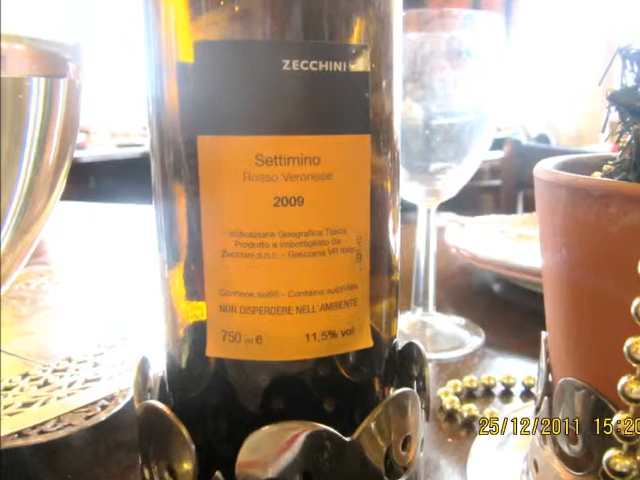 ZECCHINI
Settimino
Rosso Veronese
2009
Indicazione Geografica Tipica
Prodotto e imbottigliato da
Zecchini s.n.c. - Gazzana VR Italy
Contiene solfiti - Contains sulphites
NON DISPERDERE NELL'AMBIENTE
750 ml e 11,5% vol
25/12/2011 15:20